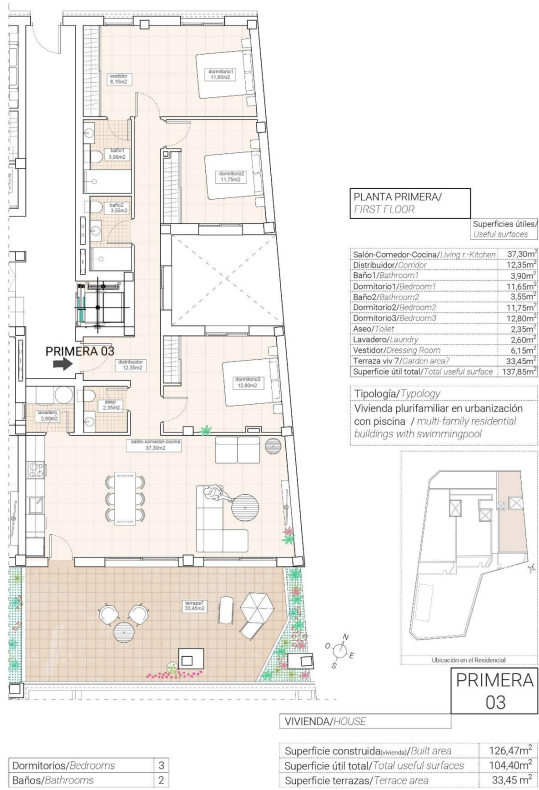 dormitorio1
11,65m2
vestidor
6,15m2
baño1
3,90m2
dormitorio2
11,75m2
baño2
3,55m2
PRIMERA 03
distribuidor
12,35m2
dormitorio3
12,80m2
aseo
2,35m2
lavadero
2,60m2
salón-comedor-cocina
37,30m2
terraza7
33,45m2
N
O
E
S
PLANTA PRIMERA/
FIRST FLOOR
Superficies útiles/
Useful surfaces
Salón-Comedor-Cocina/Living r.-Kitchen 37,30m²
Distribuidor/Corridor 12,35m²
Baño1/Bathroom1 3,90m²
Dormitorio1/Bedroom1 11,65m²
Baño2/Bathroom2 3,55m²
Dormitorio2/Bedroom2 11,75m²
Dormitorio3/Bedroom3 12,80m²
Aseo/Toilet 2,35m²
Lavadero/Laundry 2,60m²
Vestidor/Dressing Room 6,15m²
Terraza viv 7/Garden area7 33,45m²
Superficie útil total/Total useful surface 137,85m²
Tipología/Typology
Vivienda plurifamiliar en urbanización
con piscina / multi-family residential
buildings with swimmingpool
Ubicación en el Residencial
PRIMERA
03
VIVIENDA/HOUSE
Superficie construida(vivienda)/Built area 126,47m²
Superficie útil total/Total useful surfaces 104,40m²
Superficie terrazas/Terrace area 33,45 m²
Dormitorios/Bedrooms 3
Baños/Bathrooms 2